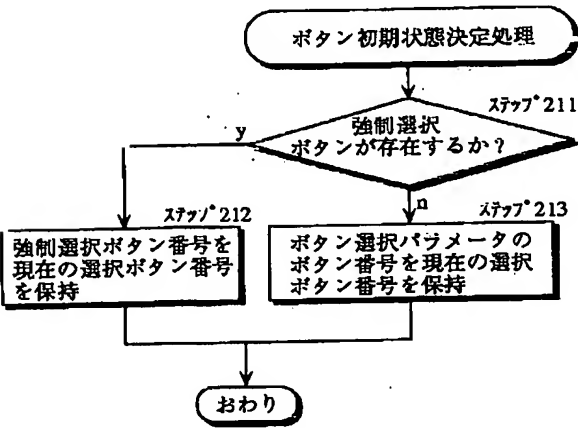 ボタン初期状態決定処理
ステップ211
強制選択
ボタンが存在するか?
y
n
ステップ212
強制選択ボタン番号を
現在の選択ボタン番号
を保持
ステップ213
ボタン選択パラメータの
ボタン番号を現在の選択
ボタン番号を保持
おわり